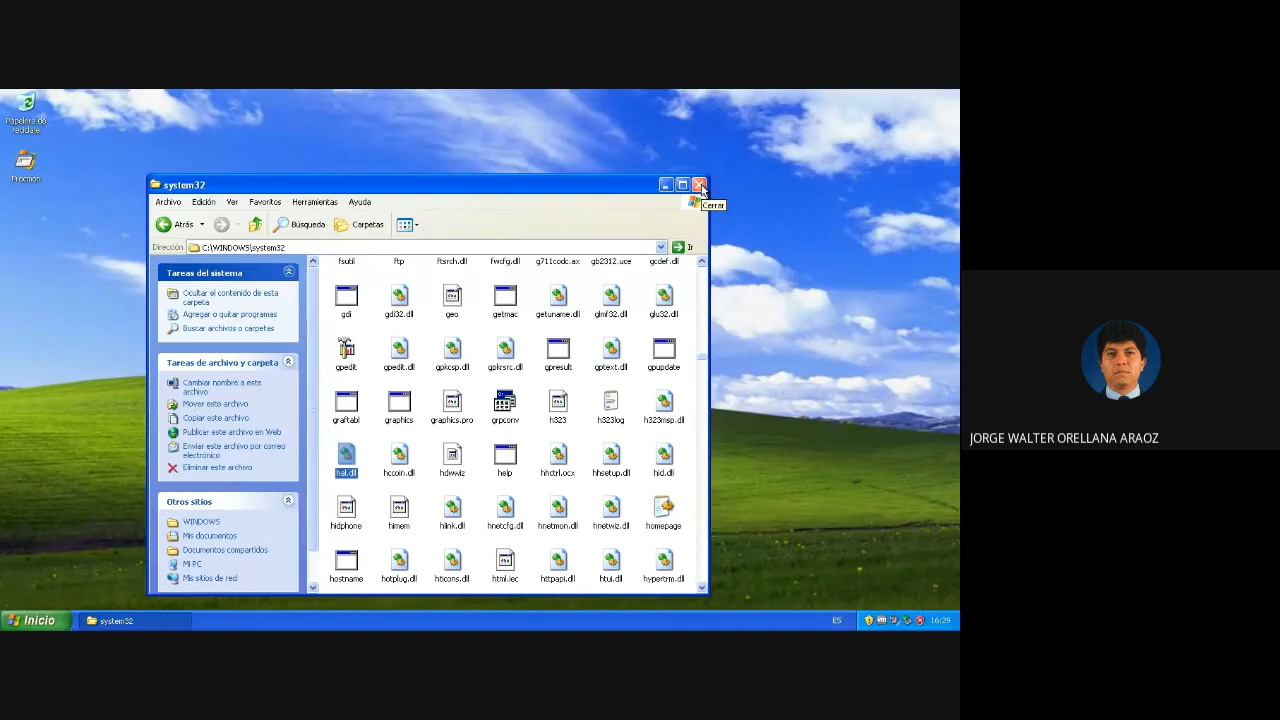 Papelera de
reciclaje
Procmon
system32
Archivo Edición Ver Favoritos Herramientas Ayuda
Cerrar
Atrás Búsqueda Carpetas
Dirección C:\WINDOWS\system32 Ir
Tareas del sistema
Ocultar el contenido de esta
carpeta
Agregar o quitar programas
Buscar archivos o carpetas
Tareas de archivo y carpeta
Cambiar nombre a este
archivo
Mover este archivo
Copiar este archivo
Publicar este archivo en Web
Enviar este archivo por correo
electrónico
Eliminar este archivo
Otros sitios
WINDOWS
Mis documentos
Documentos compartidos
Mi PC
Mis sitios de red
fsutil ftp ftsrch.dll fwcfg.dll g711codc.ax gb2312.uce gcdef.dll
gdi gdi32.dll geo getmac getuname.dll glmf32.dll glu32.dll
gpedit gpedit.dll gpkcsp.dll gpkrsrc.dll gpresult gptext.dll gpupdate
graftabl graphics graphics.pro grpconv h323 h323log h323msp.dll
hal.dll hccoin.dll hdwwiz help hhctrl.ocx hhsetup.dll hid.dll
hidphone himem hlink.dll hnetcfg.dll hnetmon.dll hnetwiz.dll homepage
hostname hotplug.dll hticons.dll html.iec httpapi.dll htui.dll hypertrm.dll
Inicio system32 ES 16:29
JORGE WALTER ORELLANA ARAOZ